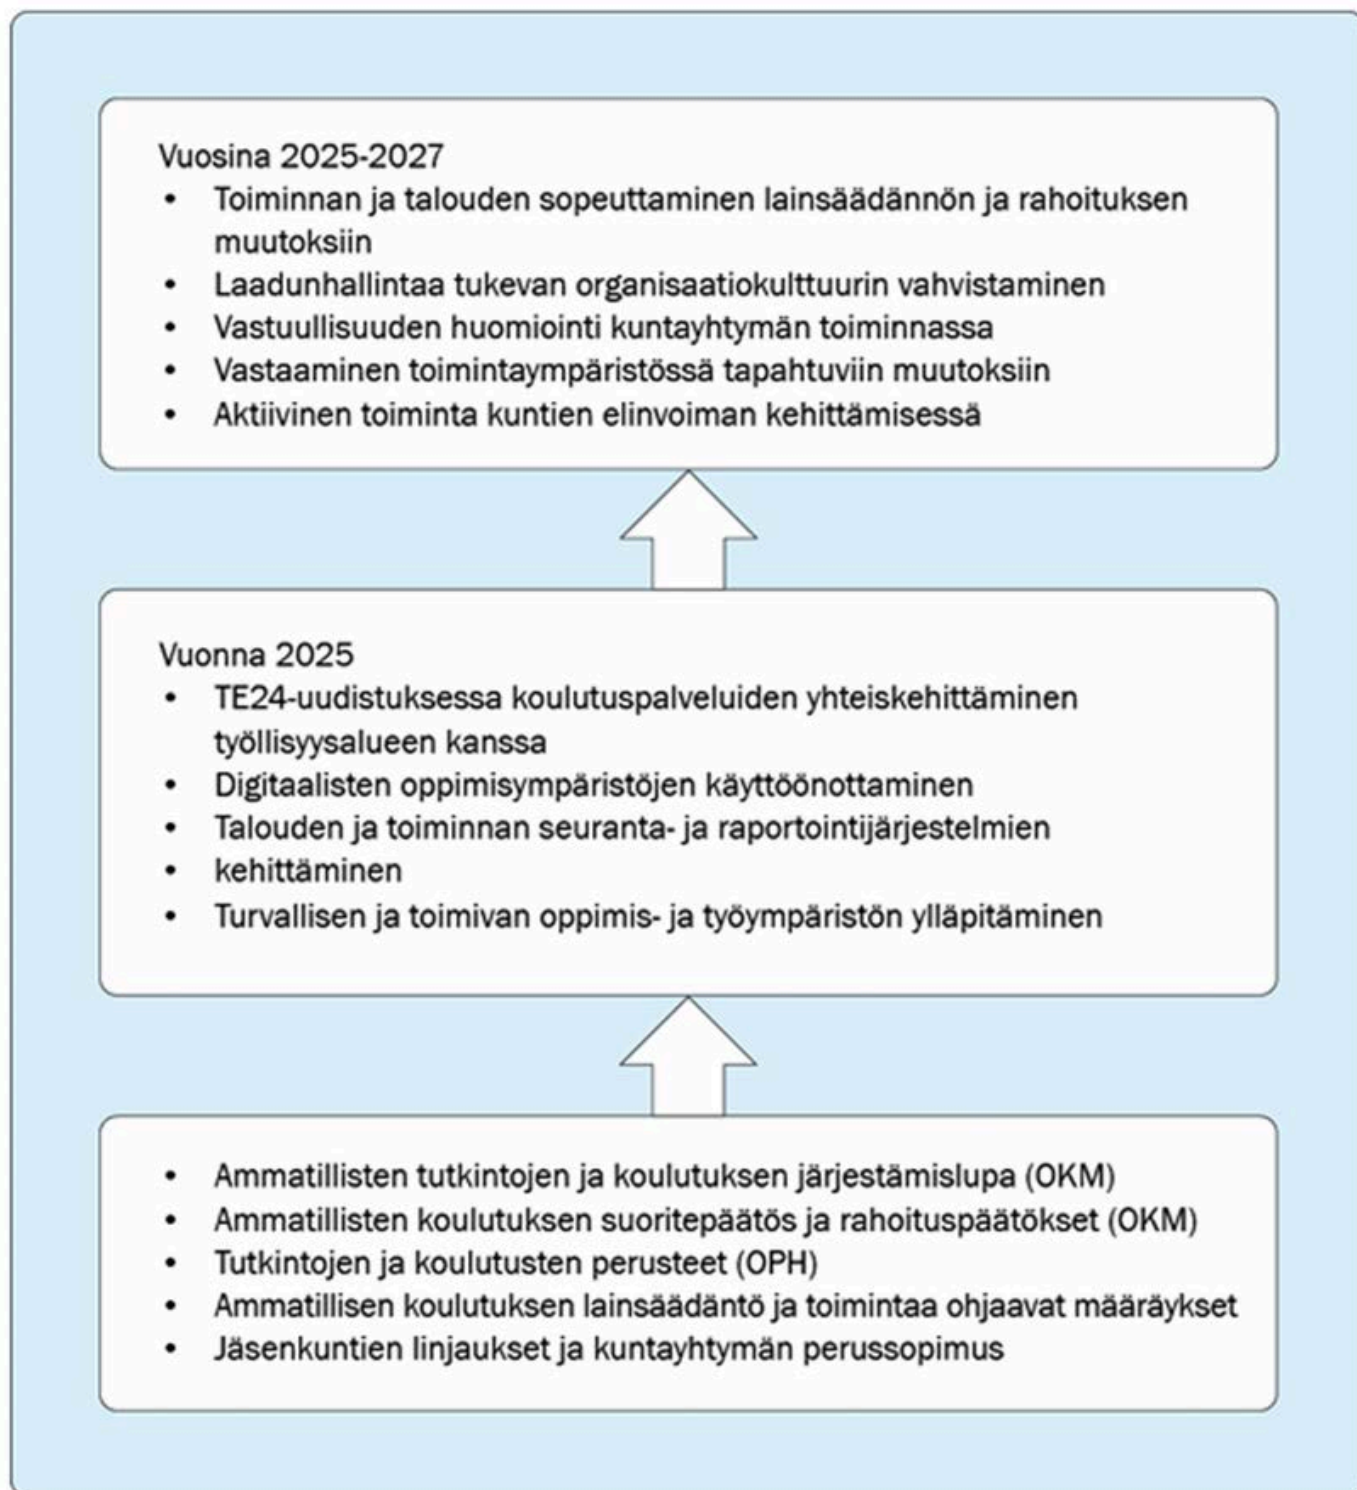 Vuosina 2025-2027
• Toiminnan ja talouden sopeuttaminen lainsäädännön ja rahoituksen
muutoksiin
• Laadunhallintaa tukevan organisaatiokulttuurin vahvistaminen
• Vastuullisuuden huomiointi kuntayhtymän toiminnassa
• Vastaaminen toimintaympäristössä tapahtuviin muutoksiin
• Aktiivinen toiminta kuntien elinvoiman kehittämisessä
Vuonna 2025
• TE24-uudistuksessa koulutuspalveluiden yhteiskehittäminen
työllisyysalueen kanssa
• Digitaalisten oppimisympäristöjen käyttöönottaminen
• Talouden ja toiminnan seuranta- ja raportointijärjestelmien
• kehittäminen
• Turvallisen ja toimivan oppimis- ja työympäristön ylläpitäminen
• Ammatillisten tutkintojen ja koulutuksen järjestämislupa (OKM)
• Ammatillisten koulutuksen suoritepäätös ja rahoituspäätökset (OKM)
• Tutkintojen ja koulutusten perusteet (OPH)
• Ammatillisen koulutuksen lainsäädäntö ja toimintaa ohjaavat määräykset
• Jäsenkuntien linjaukset ja kuntayhtymän perussopimus